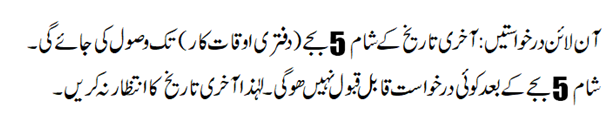 آن لائن درخواستیں: آخری تاریخ کے شام 5 بجے (دفتری اوقات کار) تک وصول کی جائے گی۔
شام 5 بجے کے بعد کوئی درخواست قابل قبول نہیں ھوگی۔ لہٰذا آخری تاریخ کا انتظار نہ کریں۔